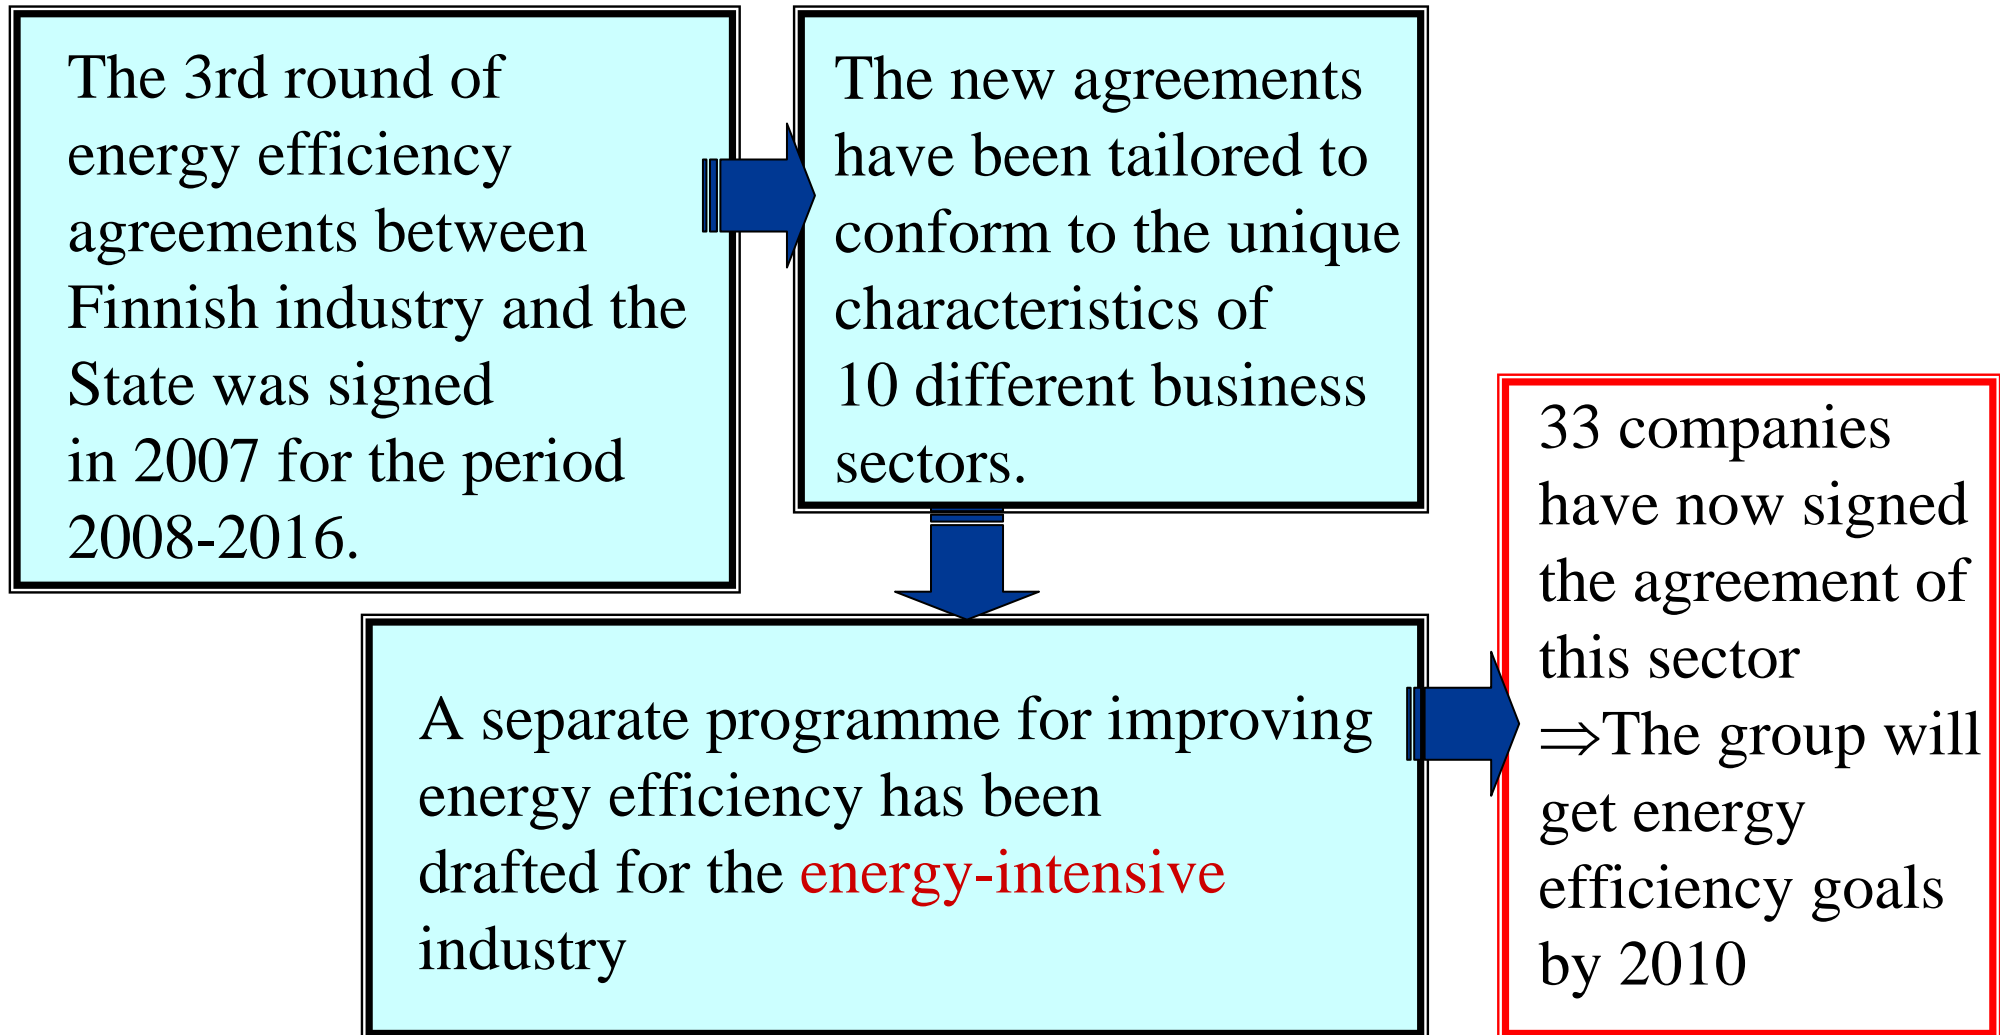 The 3rd round of
energy efficiency
agreements between
Finnish industry and the
State was signed
in 2007 for the period
2008-2016.
The new agreements
have been tailored to
conform to the unique
characteristics of
10 different business
sectors.
A separate programme for improving
energy efficiency has been
drafted for the energy-intensive
industry
33 companies
have now signed
the agreement of
this sector
⇒The group will
get energy
efficiency goals
by 2010